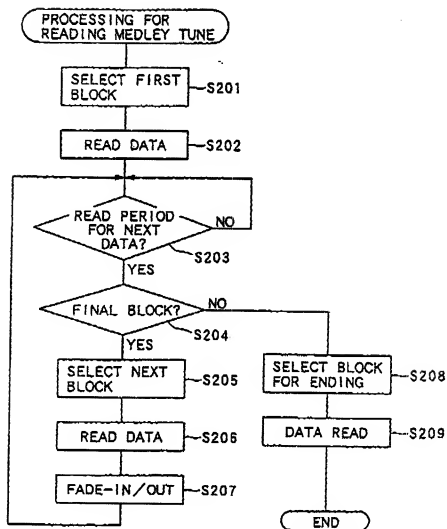 PROCESSING FOR
READING MEDLEY TUNE
SELECT FIRST
BLOCK
S201
READ DATA
S202
READ PERIOD
FOR NEXT
DATA?
NO
S203
YES
FINAL BLOCK?
NO
S204
YES
SELECT NEXT
BLOCK
S205
READ DATA
S206
FADE-IN/OUT
S207
SELECT BLOCK
FOR ENDING
S208
DATA READ
S209
END